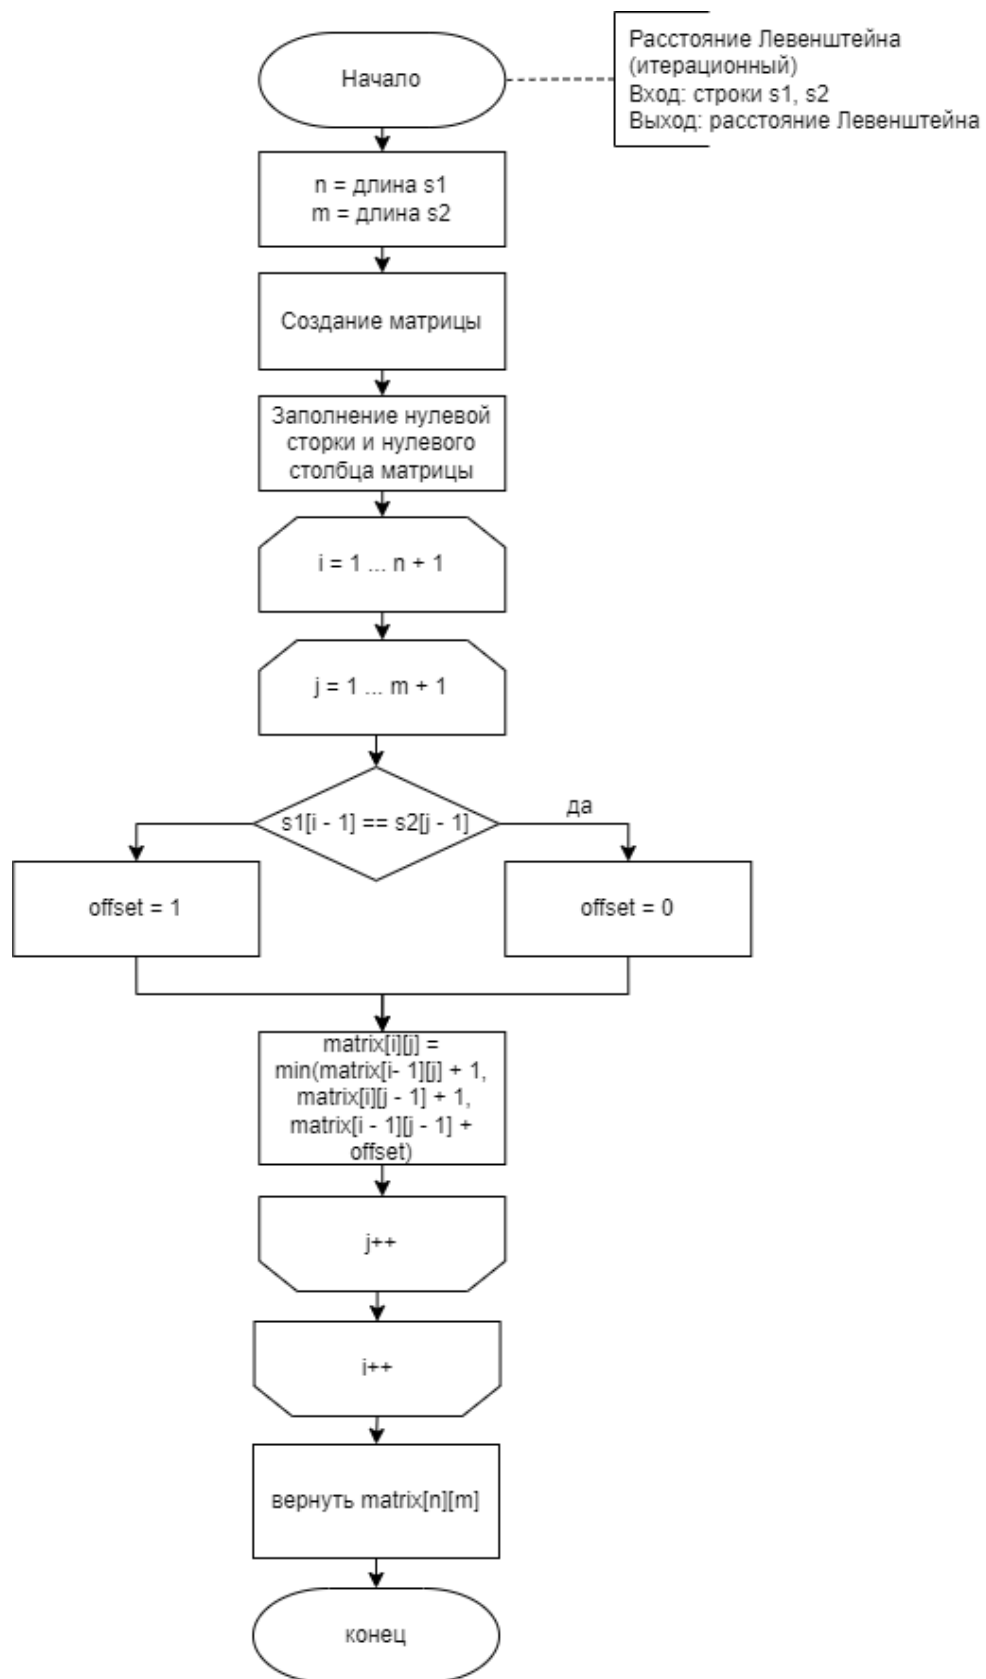 Начало
Расстояние Левенштейна
(итерационный)
Вход: строки s1, s2
Выход: расстояние Левенштейна
n = длина s1
m = длина s2
Создание матрицы
Заполнение нулевой
сторки и нулевого
столбца матрицы
i = 1 ... n + 1
j = 1 ... m + 1
s1[i - 1] == s2[j - 1]
да
offset = 1
offset = 0
matrix[i][j] =
min(matrix[i- 1][j] + 1,
matrix[i][j - 1] + 1,
matrix[i - 1][j - 1] +
offset)
j++
i++
вернуть matrix[n][m]
конец